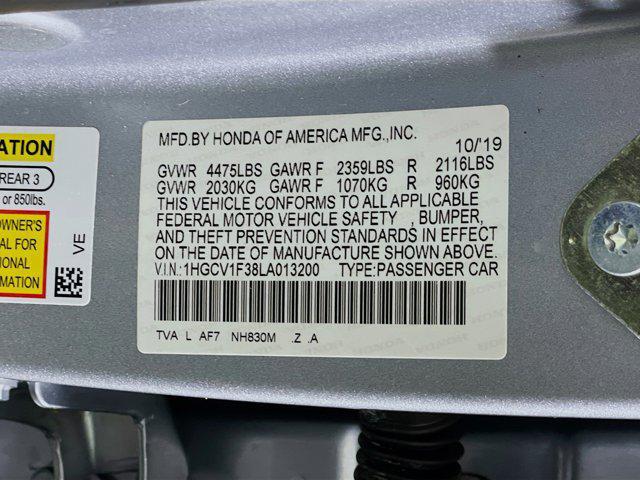 ATION
REAR 3
or 850lbs.
OWNER'S
AL FOR
IONAL
RMATION
VE
MFD.BY HONDA OF AMERICA MFG.,INC.
10/'19
GVWR 4475LBS GAWR F 2359LBS R 2116LBS
GVWR 2030KG GAWR F 1070KG R 960KG
THIS VEHICLE CONFORMS TO ALL APPLICABLE
FEDERAL MOTOR VEHICLE SAFETY , BUMPER,
AND THEFT PREVENTION STANDARDS IN EFFECT
ON THE DATE OF MANUFACTURE SHOWN ABOVE.
V.I.N.:1HGCV1F38LA013200 TYPE:PASSENGER CAR
TVA L AF7 NH830M .Z .A